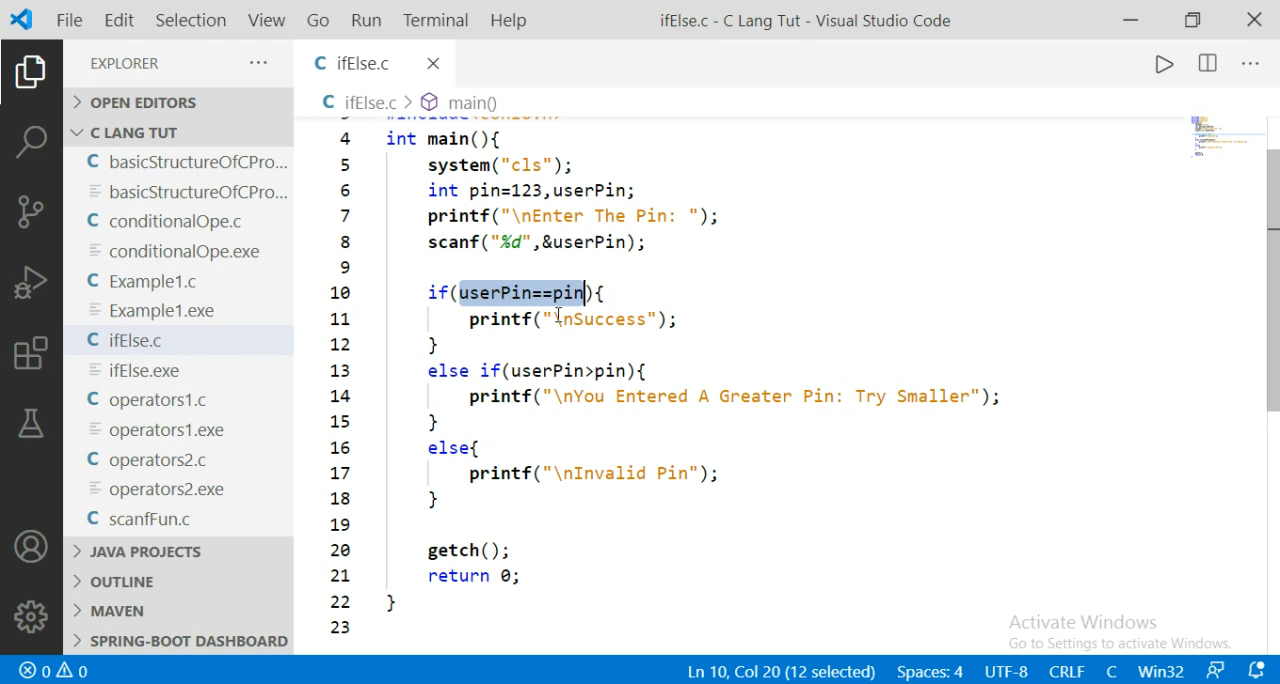 File Edit Selection View Go Run Terminal Help ifElse.c - C Lang Tut - Visual Studio Code
EXPLORER
OPEN EDITORS
C LANG TUT
C basicStructureOfCPro...
basicStructureOfCPro...
C conditionalOpe.c
conditionalOpe.exe
C Example1.c
Example1.exe
C ifElse.c
ifElse.exe
C operators1.c
operators1.exe
C operators2.c
operators2.exe
C scanfFun.c
JAVA PROJECTS
OUTLINE
MAVEN
SPRING-BOOT DASHBOARD
C ifElse.c
C ifElse.c > main()
3 #include<conio.h>
4 int main(){
5 system("cls");
6 int pin=123,userPin;
7 printf("\nEnter The Pin: ");
8 scanf("%d",&userPin);
9
10 if(userPin==pin){
11 printf("\nSuccess");
12 }
13 else if(userPin>pin){
14 printf("\nYou Entered A Greater Pin: Try Smaller");
15 }
16 else{
17 printf("\nInvalid Pin");
18 }
19
20 getch();
21 return 0;
22 }
23
Activate Windows
Go to Settings to activate Windows.
0 0 Ln 10, Col 20 (12 selected) Spaces: 4 UTF-8 CRLF C Win32